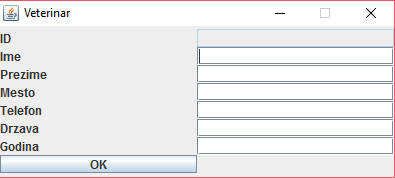 Veterinar
ID
Ime
Prezime
Mesto
Telefon
Drzava
Godina
OK